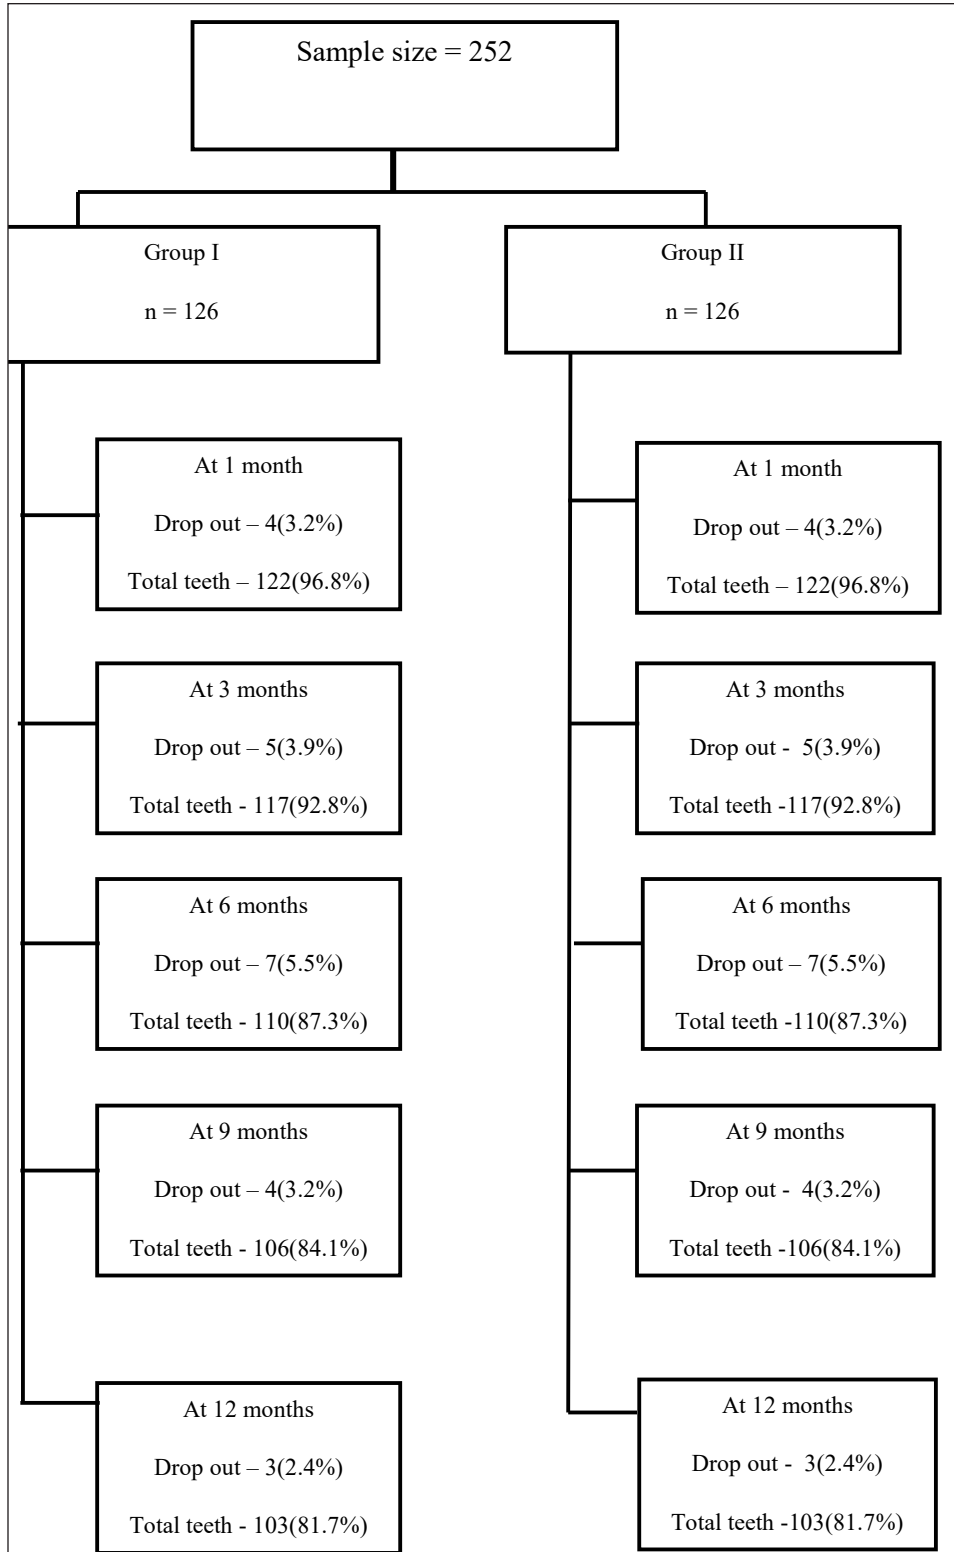 Sample size = 252
Group I
n = 126
Group II
n = 126
At 1 month
Drop out – 4(3.2%)
Total teeth – 122(96.8%)
At 1 month
Drop out – 4(3.2%)
Total teeth – 122(96.8%)
At 3 months
Drop out – 5(3.9%)
Total teeth - 117(92.8%)
At 3 months
Drop out -  5(3.9%)
Total teeth -117(92.8%)
At 6 months
Drop out – 7(5.5%)
Total teeth - 110(87.3%)
At 6 months
Drop out – 7(5.5%)
Total teeth -110(87.3%)
At 9 months
Drop out – 4(3.2%)
Total teeth - 106(84.1%)
At 9 months
Drop out -  4(3.2%)
Total teeth -106(84.1%)
At 12 months
Drop out – 3(2.4%)
Total teeth - 103(81.7%)
At 12 months
Drop out -  3(2.4%)
Total teeth -103(81.7%)